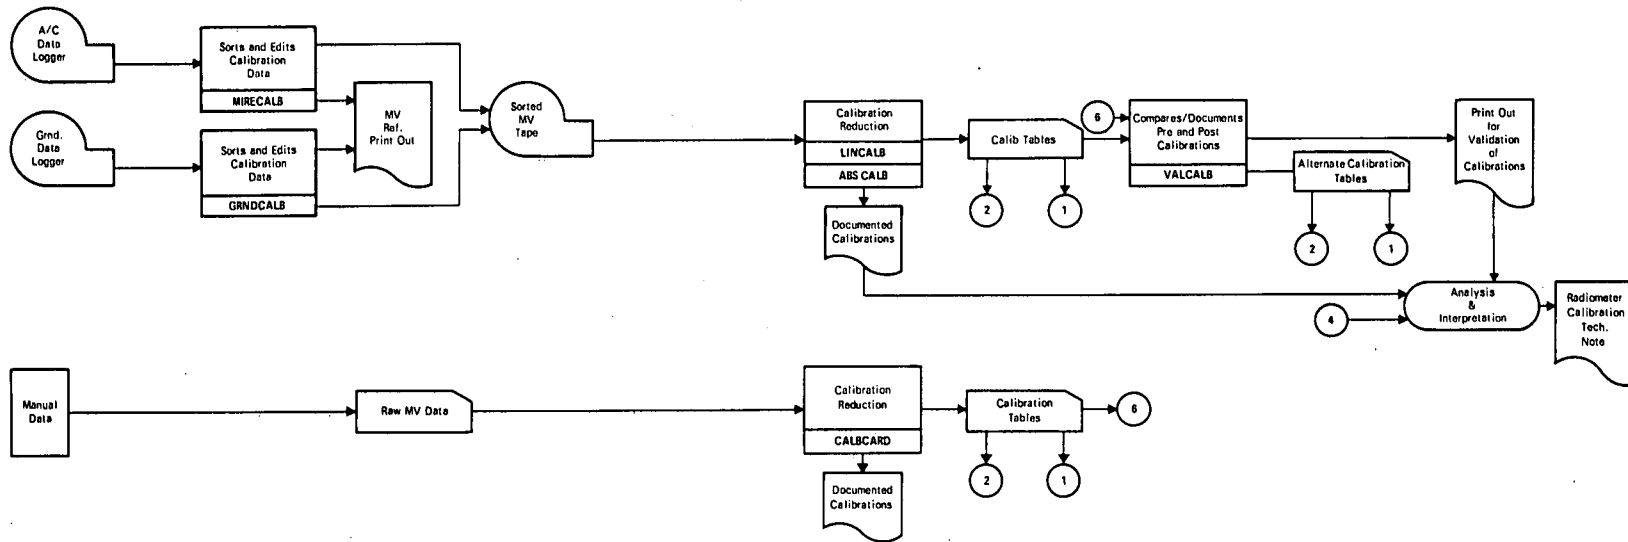 A/C
Data
Logger
Sorts and Edits
Calibration
Data
MIRECALB
Grnd.
Data
Logger
Sorts and Edits
Calibration
Data
GRNDCALB
MV
Ref.
Print Out
Sorted
MV
Tape
Calibration
Reduction
LINCALB
ABS CALB
Documented
Calibrations
Calib Tables
2
1
6
Compares/Documents
Pre and Post
Calibrations
VALCALB
Alternate Calibration
Tables
2
1
Print Out
for
Validation
of
Calibrations
4
Analysis
&
Interpretation
Radiometer
Calibration
Tech.
Note
Manual
Data
Raw MV Data
Calibration
Reduction
CALBCARD
Documented
Calibrations
Calibration
Tables
2
1
6